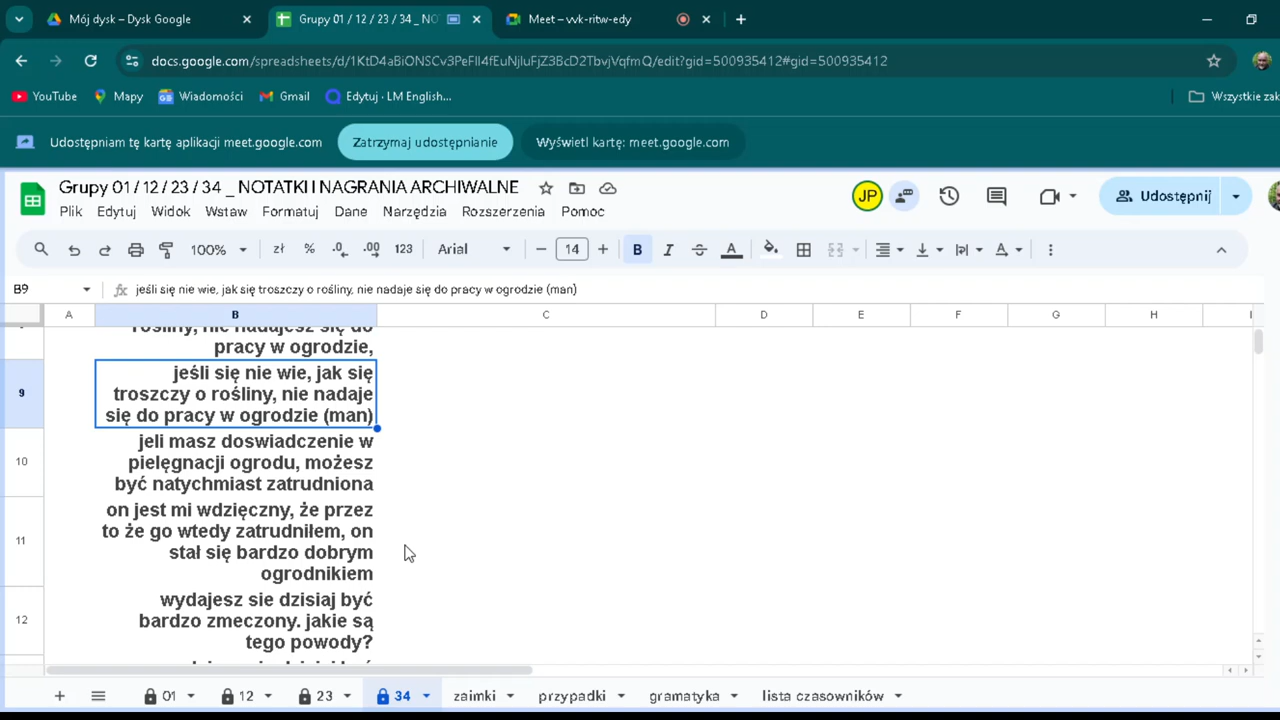 Mój dysk – Dysk Google
Grupy 01 / 12 / 23 / 34 _ NO
Meet – vvk-ritw-edy
docs.google.com/spreadsheets/d/1KtD4aBiONSCv3PeFlI4fEuNjluFjZ3BcD2TbvjVqfmQ/edit?gid=500935412#gid=500935412
YouTube Mapy Wiadomości Gmail Edytuj · LM English... Wszystkie zak
Udostępniam tę kartę aplikacji meet.google.com Zatrzymaj udostępnianie Wyświetl kartę: meet.google.com
Grupy 01 / 12 / 23 / 34 _ NOTATKI I NAGRANIA ARCHIWALNE
JP
Udostępnij
Plik Edytuj Widok Wstaw Formatuj Dane Narzędzia Rozszerzenia Pomoc
100% zł % .0 .00 123 Arial 14 B I A A
B9 fx jeśli się nie wie, jak się troszczy o rośliny, nie nadaje się do pracy w ogrodzie (man)
A B C D E F G H I
rośliny, nie nadajesz się do
pracy w ogrodzie,
9
jeśli się nie wie, jak się
troszczy o rośliny, nie nadaje
się do pracy w ogrodzie (man)
10
jeli masz doswiadczenie w
pielęgnacji ogrodu, możesz
być natychmiast zatrudniona
11
on jest mi wdzięczny, że przez
to że go wtedy zatrudniłem, on
stał się bardzo dobrym
ogrodnikiem
12
wydajesz sie dzisiaj być
bardzo zmeczony. jakie są
tego powody?
01 12 23 34 zaimki przypadki gramatyka lista czasowników